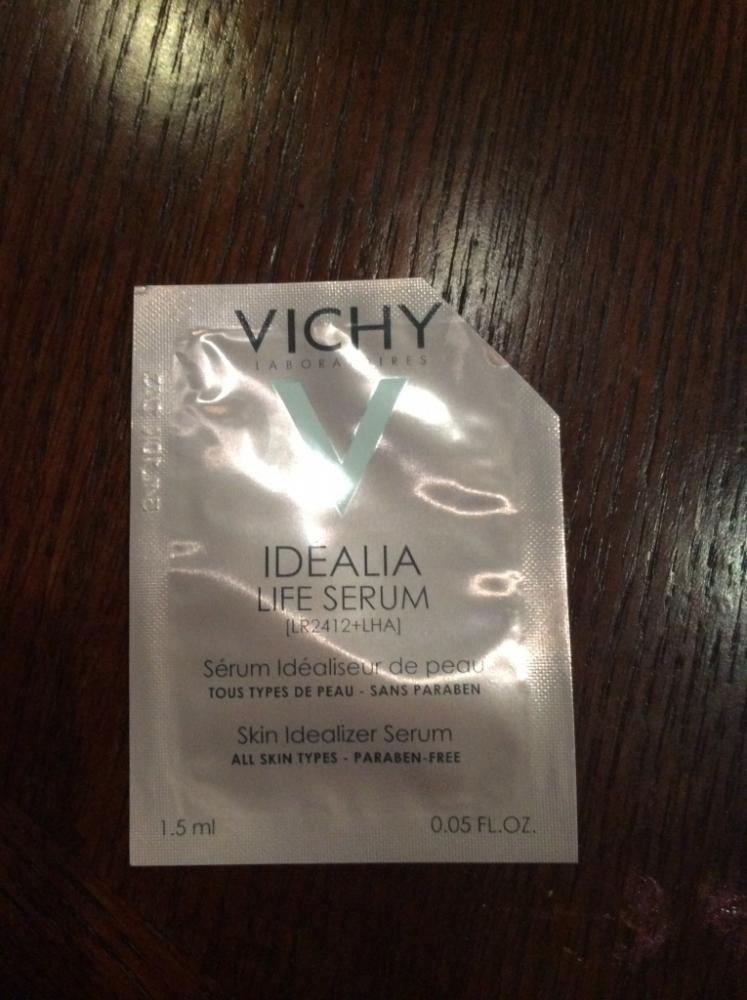 VICHY
LABORATOIRES
IDÉALIA
LIFE SERUM
[LR2412+LHA]
Sérum Idéaliseur de peau
TOUS TYPES DE PEAU - SANS PARABEN
Skin Idealizer Serum
ALL SKIN TYPES - PARABEN-FREE
1.5 ml 0.05 FL.OZ.